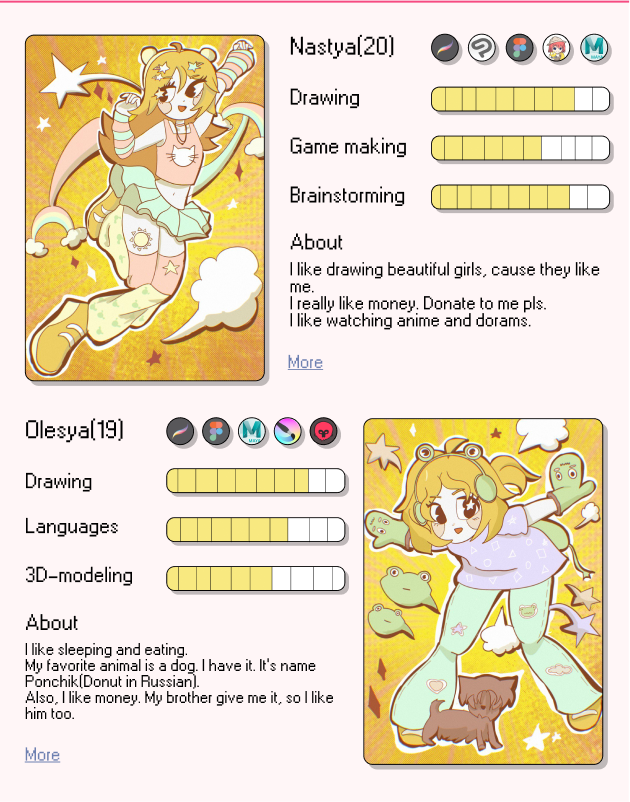 Nastya(20)
Drawing
Game making
Brainstorming
About
I like drawing beautiful girls, cause they like
me.
I really like money. Donate to me pls.
I like watching anime and dorams.
More
Olesya(19)
Drawing
Languages
3D-modeling
About
I like sleeping and eating.
My favorite animal is a dog. I have it. It's name
Ponchik(Donut in Russian).
Also, I like money. My brother give me it, so I like
him too.
More